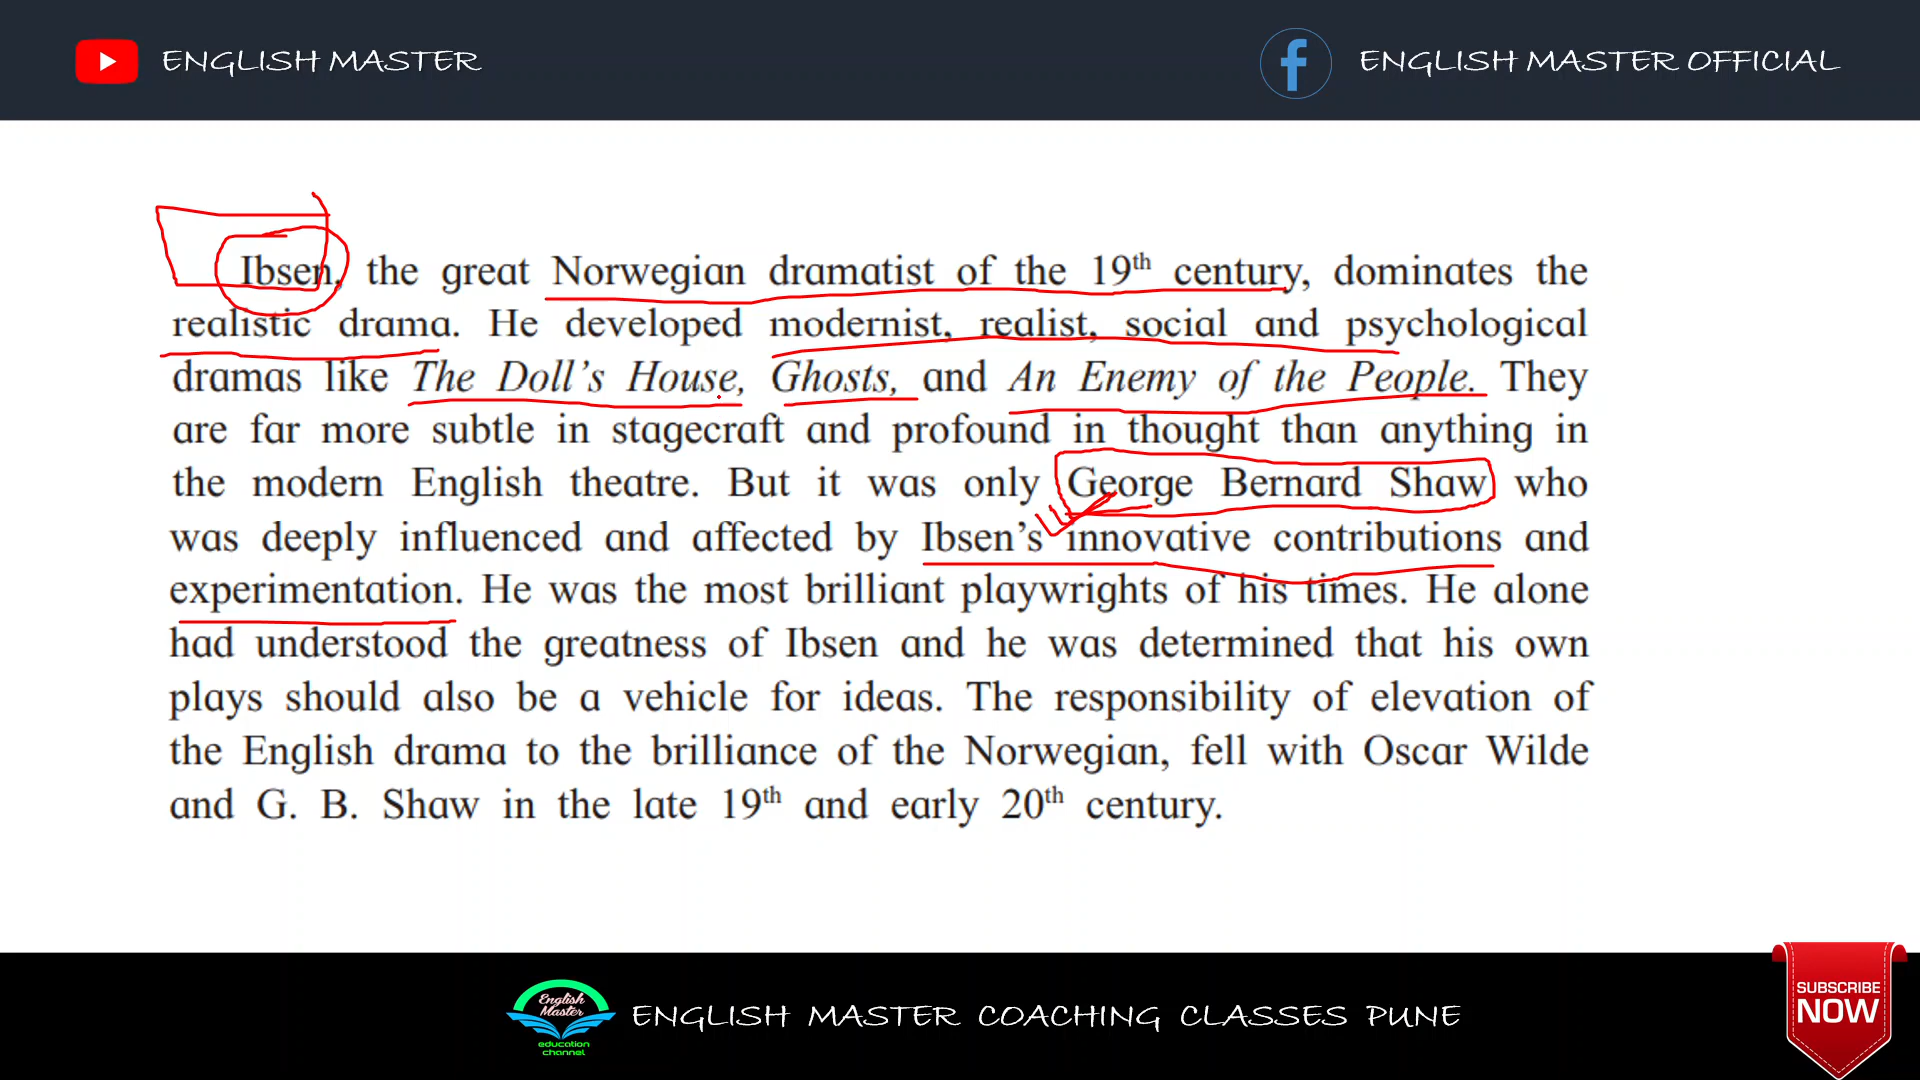 ENGLISH MASTER
ENGLISH MASTER OFFICIAL
Ibsen, the great Norwegian dramatist of the 19th century, dominates the
realistic drama. He developed modernist, realist, social and psychological
dramas like The Doll’s House, Ghosts, and An Enemy of the People. They
are far more subtle in stagecraft and profound in thought than anything in
the modern English theatre. But it was only George Bernard Shaw who
was deeply influenced and affected by Ibsen’s innovative contributions and
experimentation. He was the most brilliant playwrights of his times. He alone
had understood the greatness of Ibsen and he was determined that his own
plays should also be a vehicle for ideas. The responsibility of elevation of
the English drama to the brilliance of the Norwegian, fell with Oscar Wilde
and G. B. Shaw in the late 19th and early 20th century.
English
Master
education
channel
ENGLISH MASTER COACHING CLASSES PUNE
SUBSCRIBE
NOW